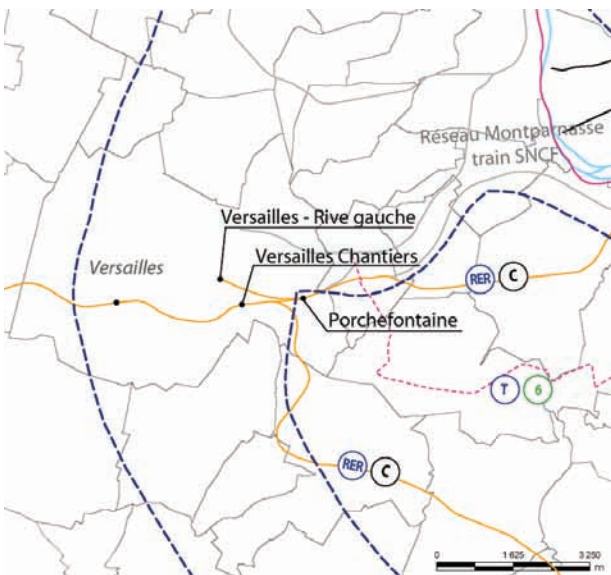 Réseau Montparnasse
train SNCF
Versailles - Rive gauche
Versailles Chantiers
Versailles
RER C
Porchefontaine
T 6
RER C
0 1 625 3 250
m